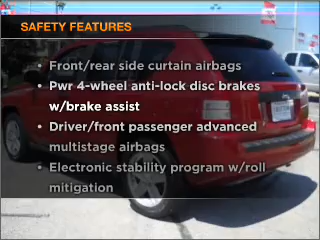 SAFETY FEATURES
• Front/rear side curtain airbags
• Pwr 4-wheel anti-lock disc brakes
w/brake assist
• Driver/front passenger advanced
multistage airbags
• Electronic stability program w/roll
mitigation